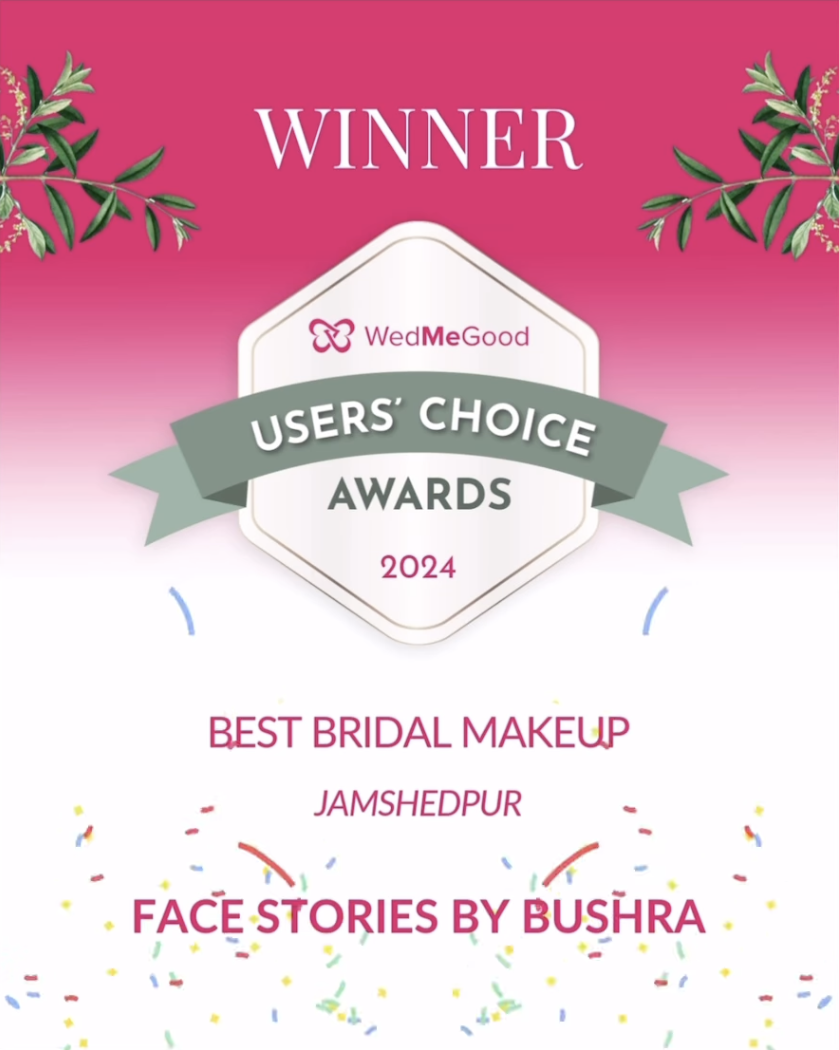 WINNER
WedMeGood
USERS' CHOICE
AWARDS
2024
BEST BRIDAL MAKEUP
JAMSHEDPUR
FACE STORIES BY BUSHRA